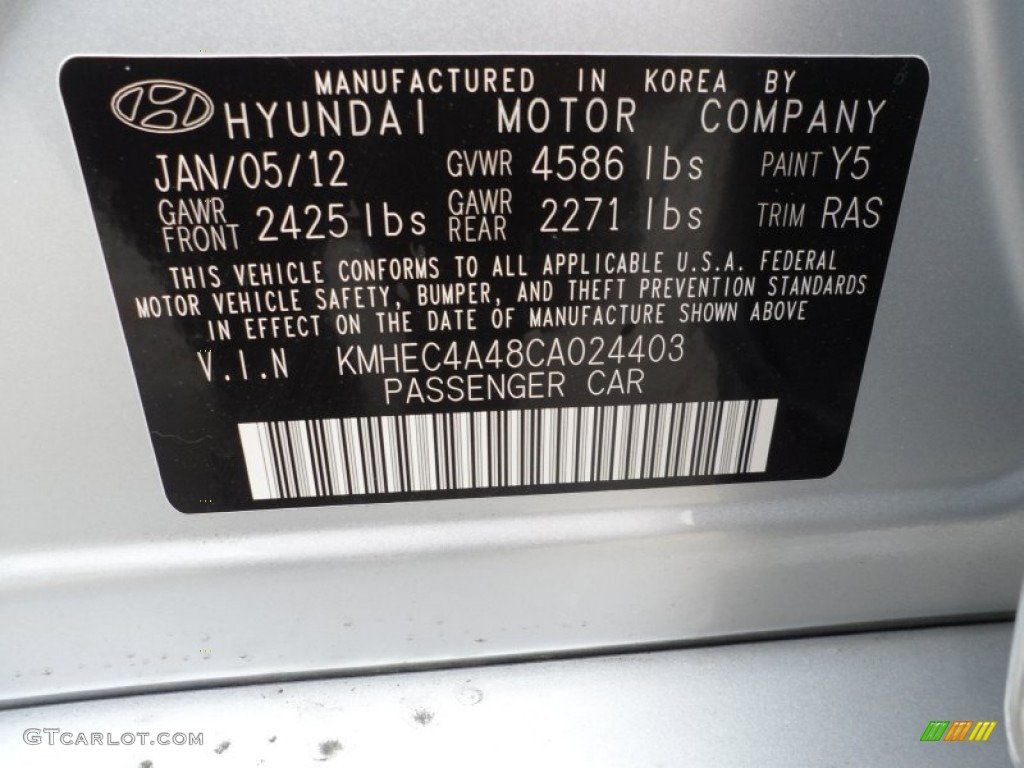 MANUFACTURED IN KOREA BY
HYUNDAI MOTOR COMPANY
JAN/05/12 GVWR 4586 lbs PAINT Y5
GAWR FRONT 2425 lbs GAWR REAR 2271 lbs TRIM RAS
THIS VEHICLE CONFORMS TO ALL APPLICABLE U.S.A. FEDERAL
MOTOR VEHICLE SAFETY, BUMPER, AND THEFT PREVENTION STANDARDS
IN EFFECT ON THE DATE OF MANUFACTURE SHOWN ABOVE
V.I.N KMHEC4A48CA024403
PASSENGER CAR
GTCARLOT.COM